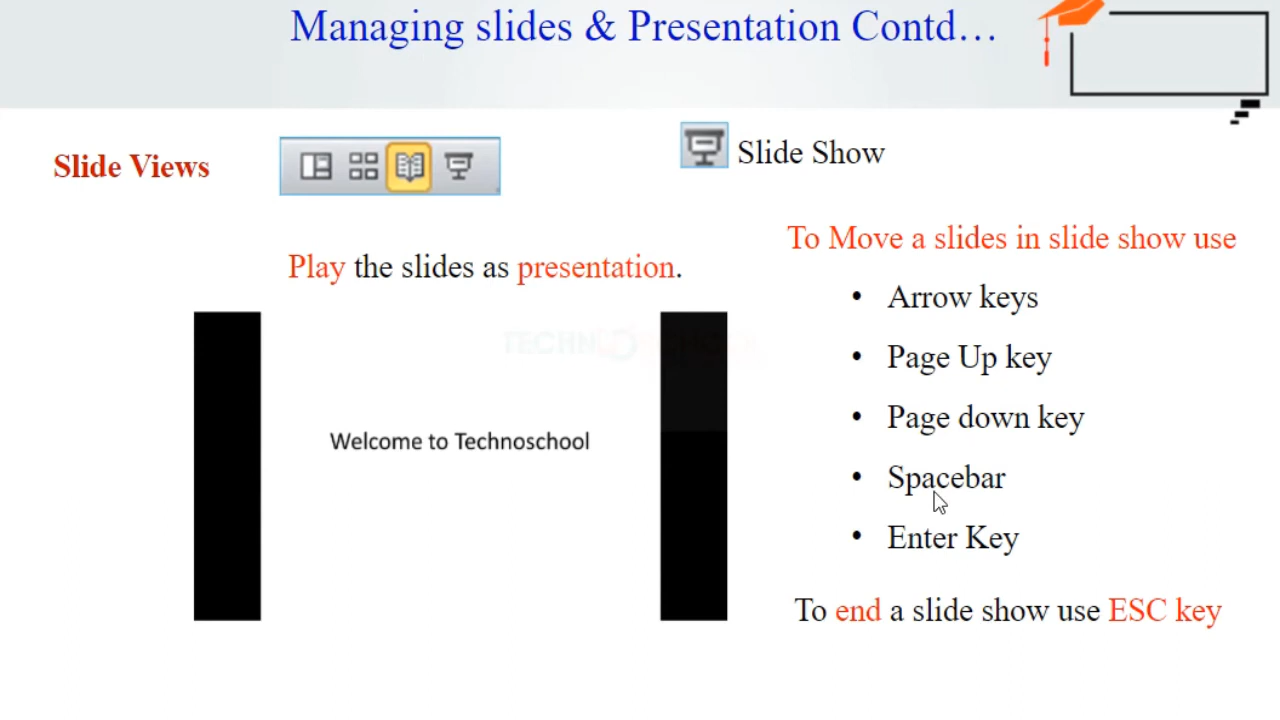 Managing slides & Presentation Contd…
Slide Views
Slide Show
Play the slides as presentation.
Welcome to Technoschool
To Move a slides in slide show use
• Arrow keys
• Page Up key
• Page down key
• Spacebar
• Enter Key
To end a slide show use ESC key